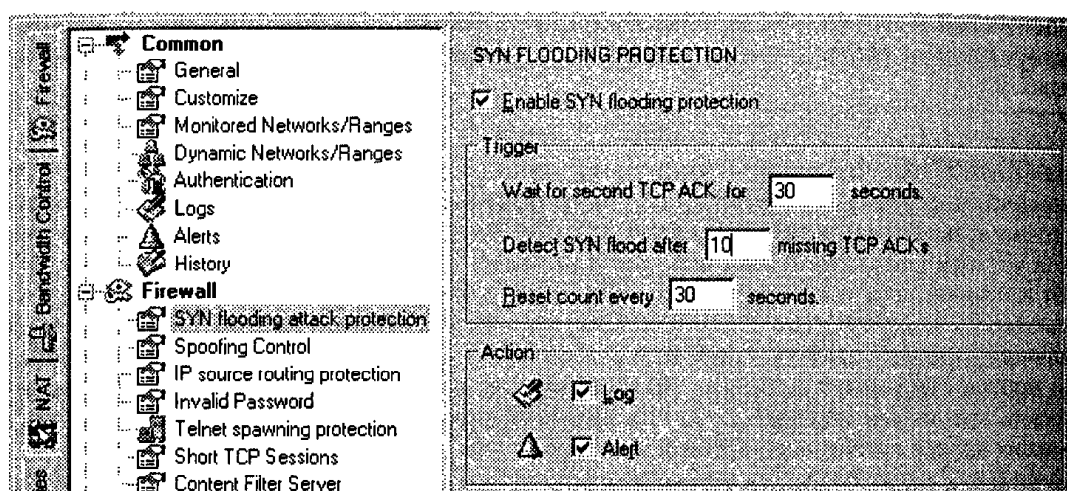 Firewall
Bandwidth Control
NAT
Common
General
Customize
Monitored Networks/Ranges
Dynamic Networks/Ranges
Authentication
Logs
Alerts
History
Firewall
SYN flooding attack protection
Spoofing Control
IP source routing protection
Invalid Password
Telnet spawning protection
Short TCP Sessions
Content Filter Server
SYN FLOODING PROTECTION
Enable SYN flooding protection
Trigger
Wait for second TCP ACK for 30 seconds.
Detect SYN flood after 10 missing TCP ACKs
Reset count every 30 seconds.
Action
Log
Alert